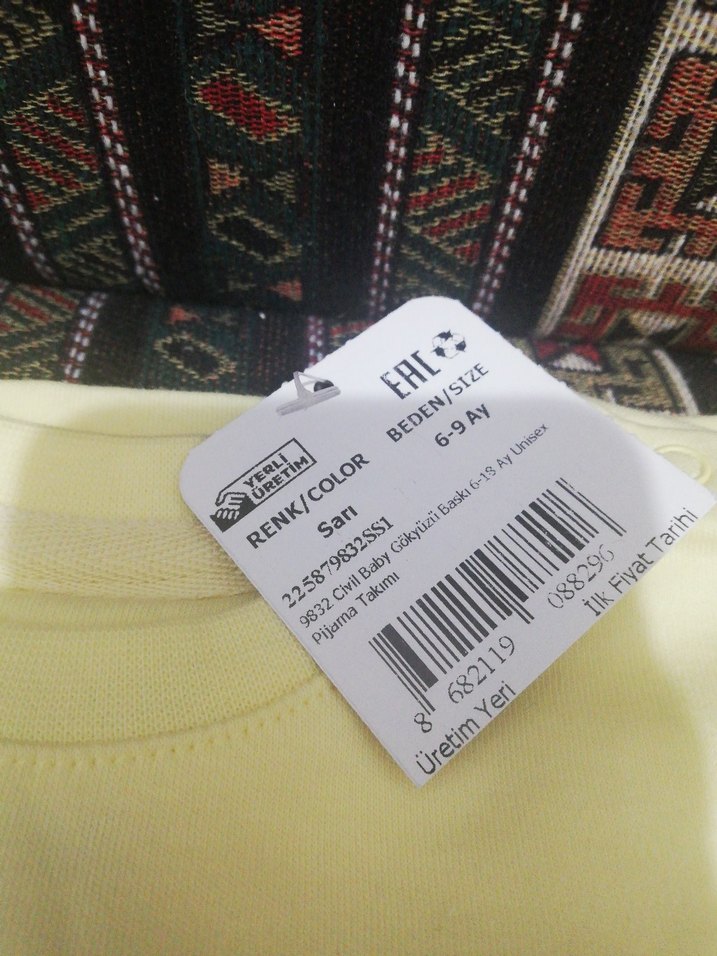 YERLİ
ÜRETİM
EAC
RENK/COLOR
BEDEN/SIZE
Sarı
6-9 Ay
225879832SS1
9832 Civil Baby Gökyüzü Baskı 6-18 Ay Unisex
Pijama Takımı
8 682119 088296
Üretim Yeri
İlk Fiyat Tarihi